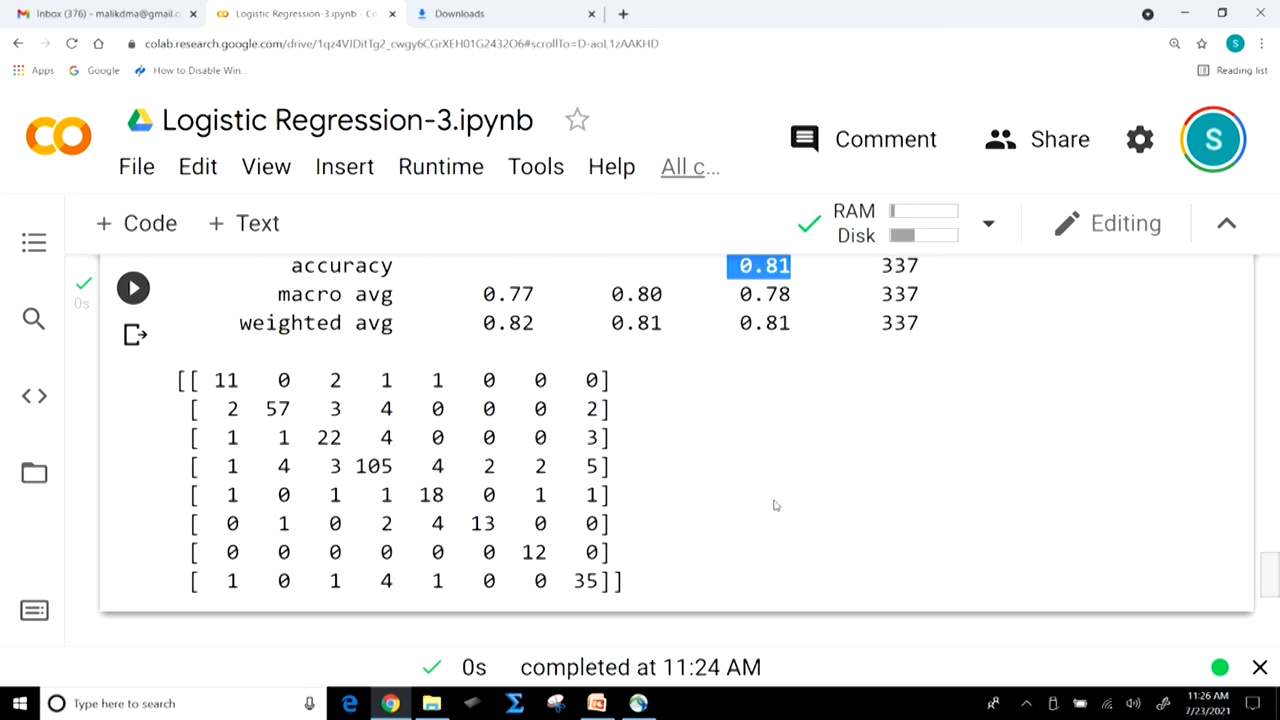 Inbox (376) - malikdma@gmail.c
Logistic Regression-3.ipynb - Co
Downloads
colab.research.google.com/drive/1qz4VJDitTg2_cwgy6CGrXEH01G2432O6#scrollTo=D-aoL1zAAKHD
S
Apps
Google
How to Disable Win...
Reading list
CO
Logistic Regression-3.ipynb
Comment
Share
S
File Edit View Insert Runtime Tools Help All c...
+ Code + Text
RAM
Disk
Editing
accuracy 0.81 337
0s
macro avg 0.77 0.80 0.78 337
weighted avg 0.82 0.81 0.81 337
[[ 11 0 2 1 1 0 0 0]
[ 2 57 3 4 0 0 0 2]
[ 1 1 22 4 0 0 0 3]
[ 1 4 3 105 4 2 2 5]
[ 1 0 1 1 18 0 1 1]
[ 0 1 0 2 4 13 0 0]
[ 0 0 0 0 0 0 12 0]
[ 1 0 1 4 1 0 0 35]]
0s completed at 11:24 AM
Type here to search
11:26 AM
7/23/2021